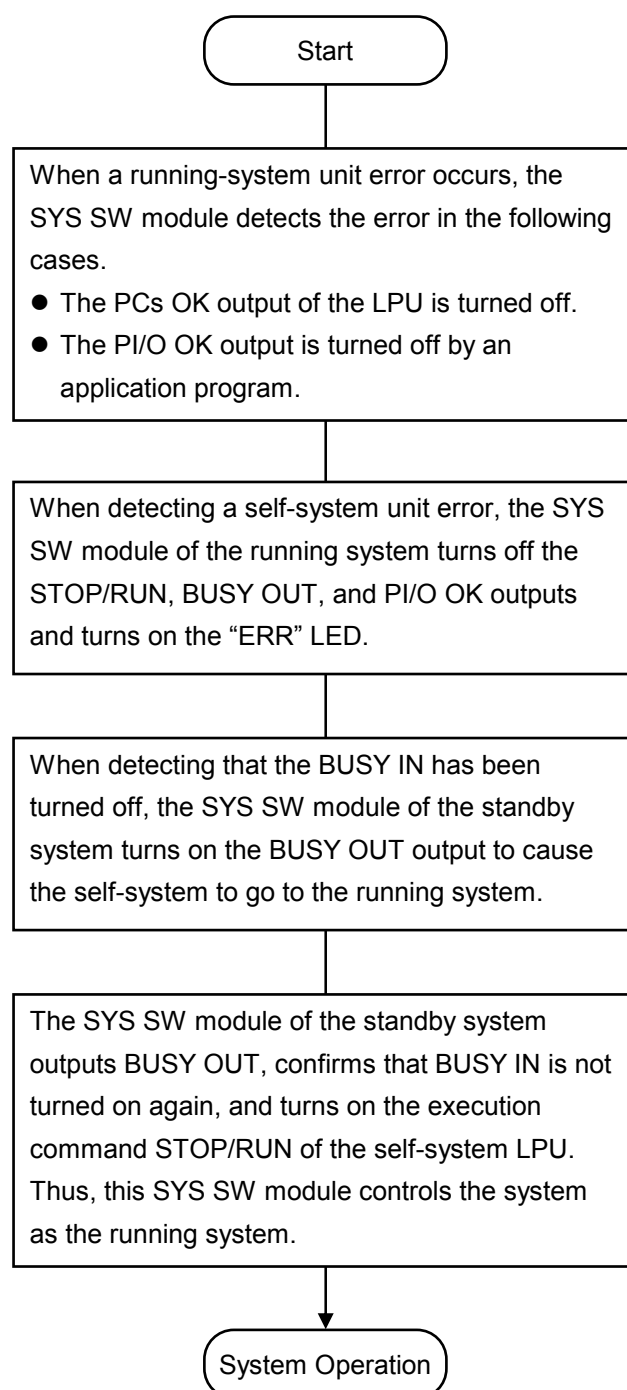 Start
When a running-system unit error occurs, the
SYS SW module detects the error in the following
cases.
● The PCs OK output of the LPU is turned off.
● The PI/O OK output is turned off by an
application program.
When detecting a self-system unit error, the SYS
SW module of the running system turns off the
STOP/RUN, BUSY OUT, and PI/O OK outputs
and turns on the “ERR” LED.
When detecting that the BUSY IN has been
turned off, the SYS SW module of the standby
system turns on the BUSY OUT output to cause
the self-system to go to the running system.
The SYS SW module of the standby system
outputs BUSY OUT, confirms that BUSY IN is not
turned on again, and turns on the execution
command STOP/RUN of the self-system LPU.
Thus, this SYS SW module controls the system
as the running system.
System Operation